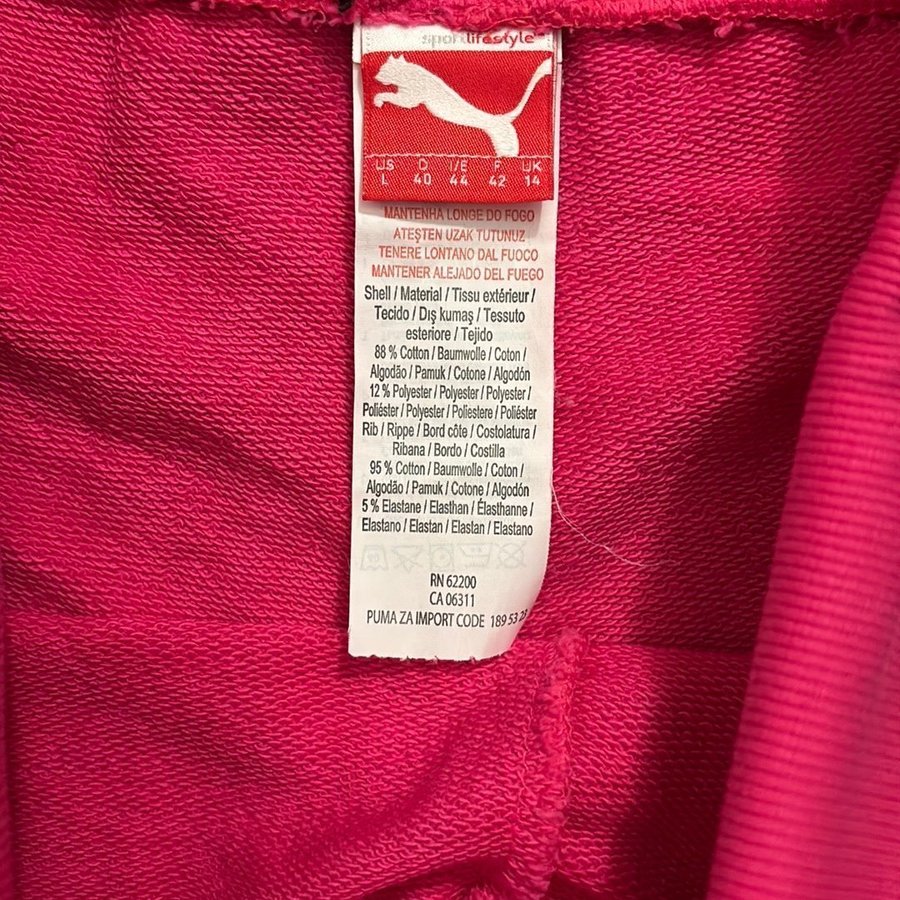 sportlifestyle
US D I/E F UK
L 40 44 42 14
MANTENHA LONGE DO FOGO
ATEŞTEN UZAK TUTUNUZ
TENERE LONTANO DAL FUOCO
MANTENER ALEJADO DEL FUEGO
Shell / Material / Tissu extérieur /
Tecido / Dış kumaş / Tessuto
esteriore / Tejido
88 % Cotton / Baumwolle / Coton /
Algodão / Pamuk / Cotone / Algodón
12 % Polyester / Polyester / Polyester /
Poliéster / Polyester / Poliestere / Poliéster
Rib / Rippe / Bord côte / Costolatura /
Ribana / Bordo / Costilla
95 % Cotton / Baumwolle / Coton /
Algodão / Pamuk / Cotone / Algodón
5 % Elastane / Elasthan / Élasthanne /
Elastano / Elastan / Elastan / Elastano
RN 62200
CA 06311
PUMA ZA IMPORT CODE 189 53 23